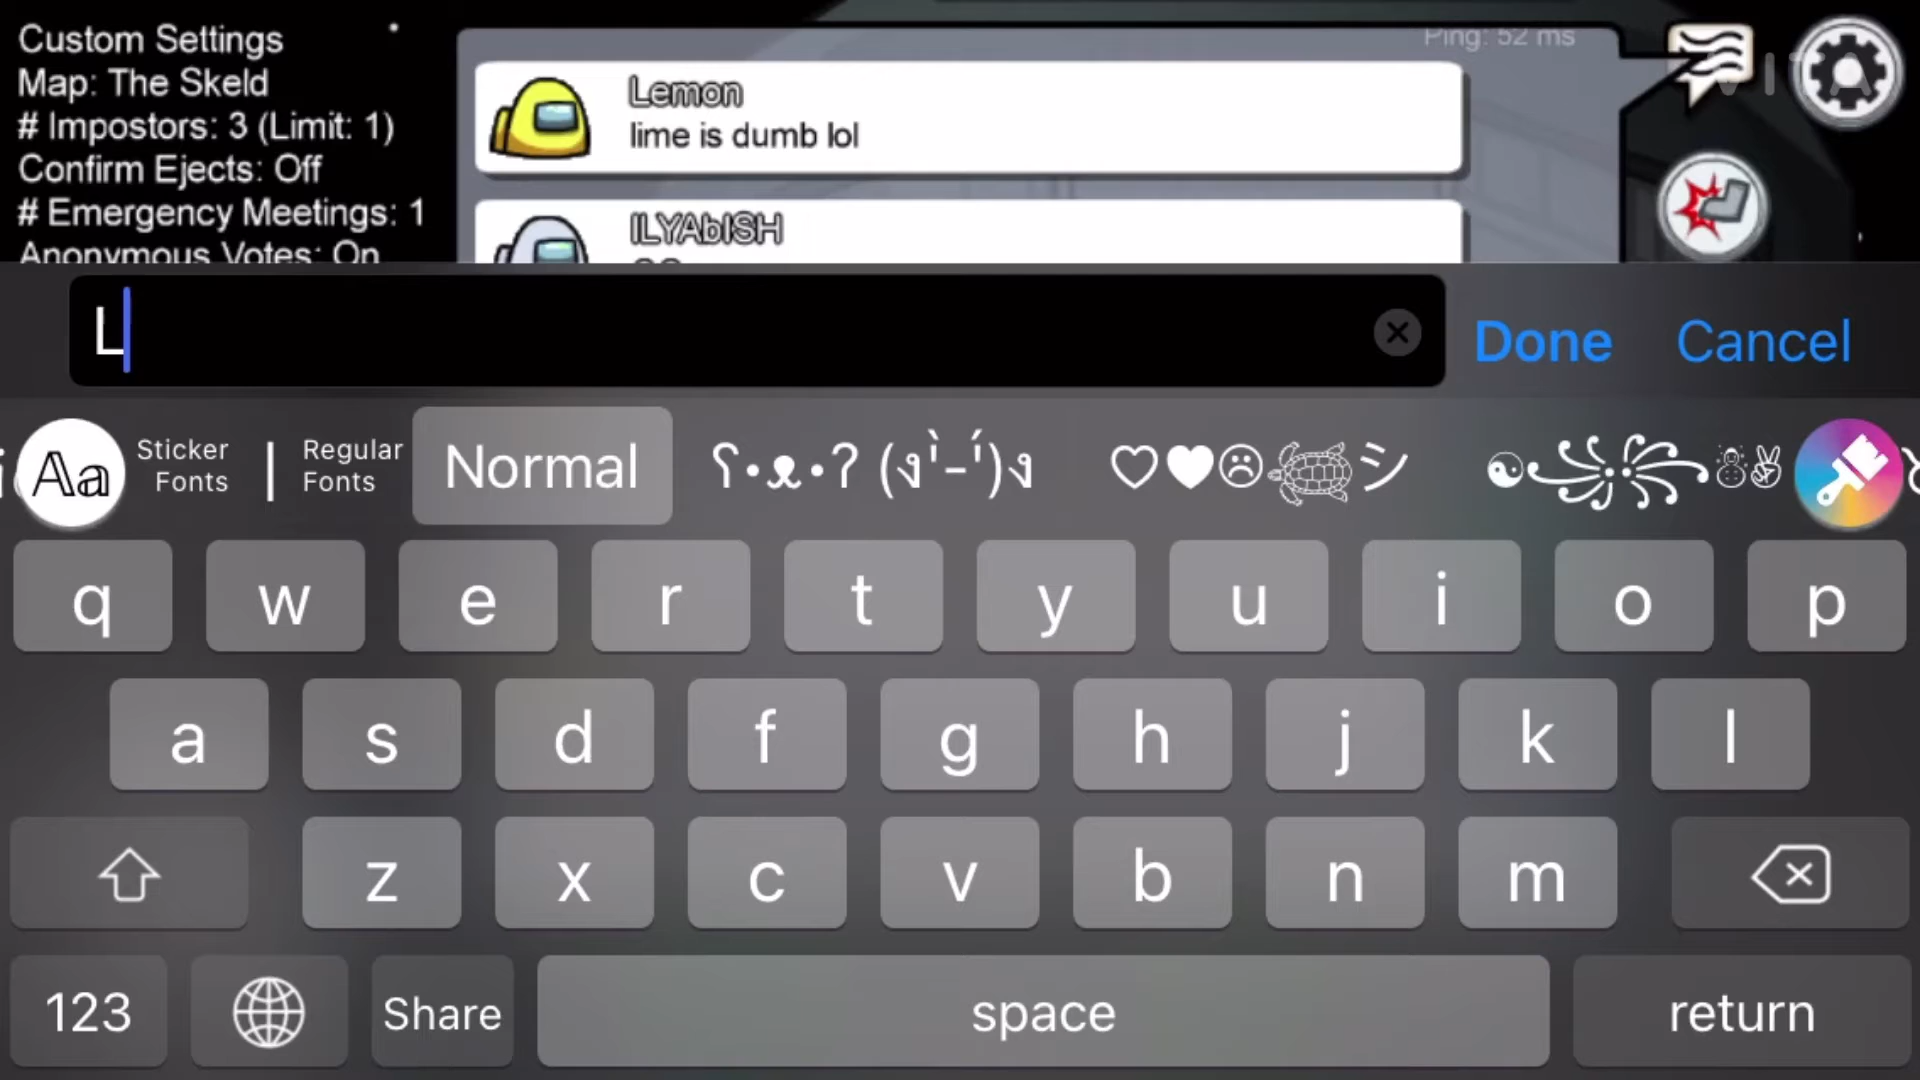 Custom Settings
Map: The Skeld
# Impostors: 3 (Limit: 1)
Confirm Ejects: Off
# Emergency Meetings: 1
Anonymous Votes: On
Ping: 52 ms
VITA
Lemon
lime is dumb lol
ILYAbISH
L
Done
Cancel
Aa
Sticker Fonts
Regular Fonts
Normal
ʕ•ᴥ•ʔ (ง'̀-'́)ง
♡♥☹𓆉シ
q w e r t y u i o p
a s d f g h j k l
z x c v b n m
123
Share
space
return